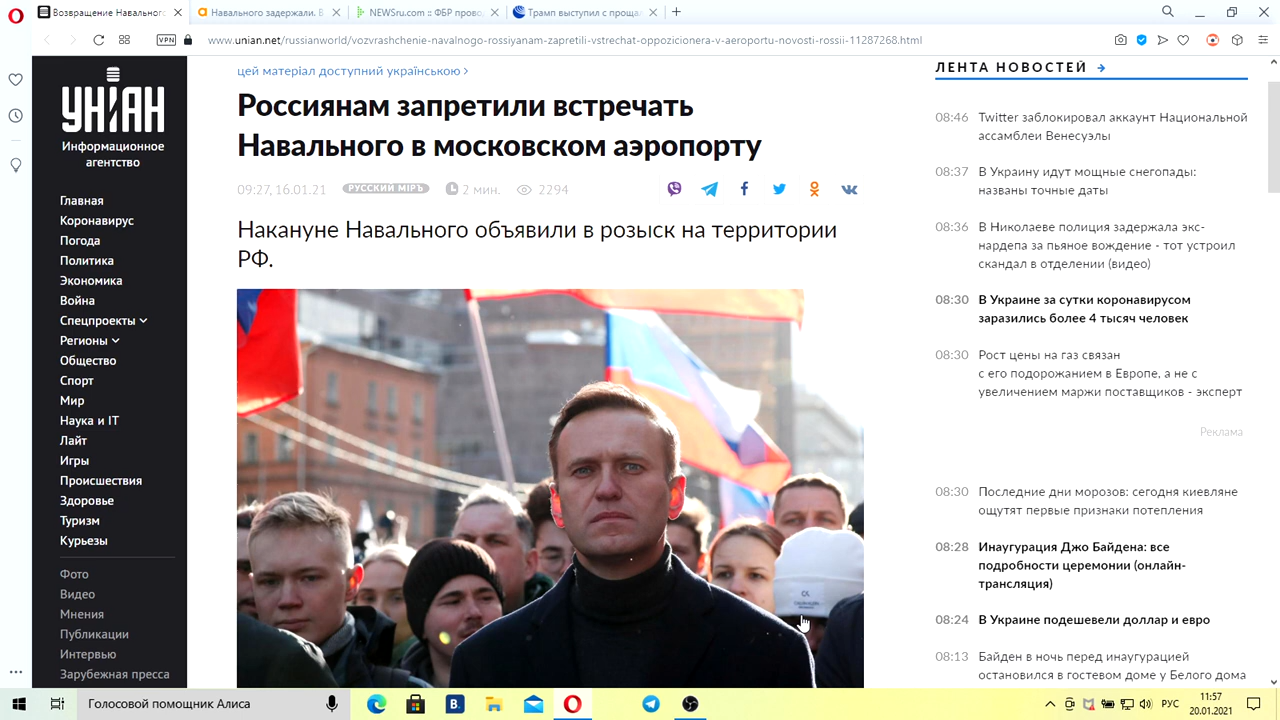 Возвращение Навального
Навального задержали. В
NEWSru.com :: ФБР прово
Трамп выступил с проща
VPN
www.unian.net/russianworld/vozvrashchenie-navalnogo-rossiyanam-zapretili-vstrechat-oppozicionera-v-aeroportu-novosti-rossii-11287268.html
УНІАН
Информационное
агентство
Главная
Коронавирус
Погода
Политика
Экономика
Война
Спецпроекты
Регионы
Общество
Спорт
Мир
Наука и IT
Лайт
Игры
Происшествия
Здоровье
Туризм
Курьезы
Фото
Видео
Мнения
Публикации
Интервью
Зарубежная пресса
цей матеріал доступний українською
Россиянам запретили встречать
Навального в московском аэропорту
09:27, 16.01.21 РУССКИЙ МІРЪ 2 мин. 2294
Накануне Навального объявили в розыск на территории
РФ.
ЛЕНТА НОВОСТЕЙ
08:46 Twitter заблокировал аккаунт Национальной
ассамблеи Венесуэлы
08:37 В Украину идут мощные снегопады:
названы точные даты
08:36 В Николаеве полиция задержала экс-
нардепа за пьяное вождение - тот устроил
скандал в отделении (видео)
08:30 В Украине за сутки коронавирусом
заразились более 4 тысяч человек
08:30 Рост цены на газ связан
с его подорожанием в Европе, а не с
увеличением маржи поставщиков - эксперт
Реклама
08:30 Последние дни морозов: сегодня киевляне
ощутят первые признаки потепления
08:28 Инаугурация Джо Байдена: все
подробности церемонии (онлайн-
трансляция)
08:24 В Украине подешевели доллар и евро
08:13 Байден в ночь перед инаугурацией
остановился в гостевом доме у Белого дома
Голосовой помощник Алиса
B.
РУС
11:57
20.01.2021